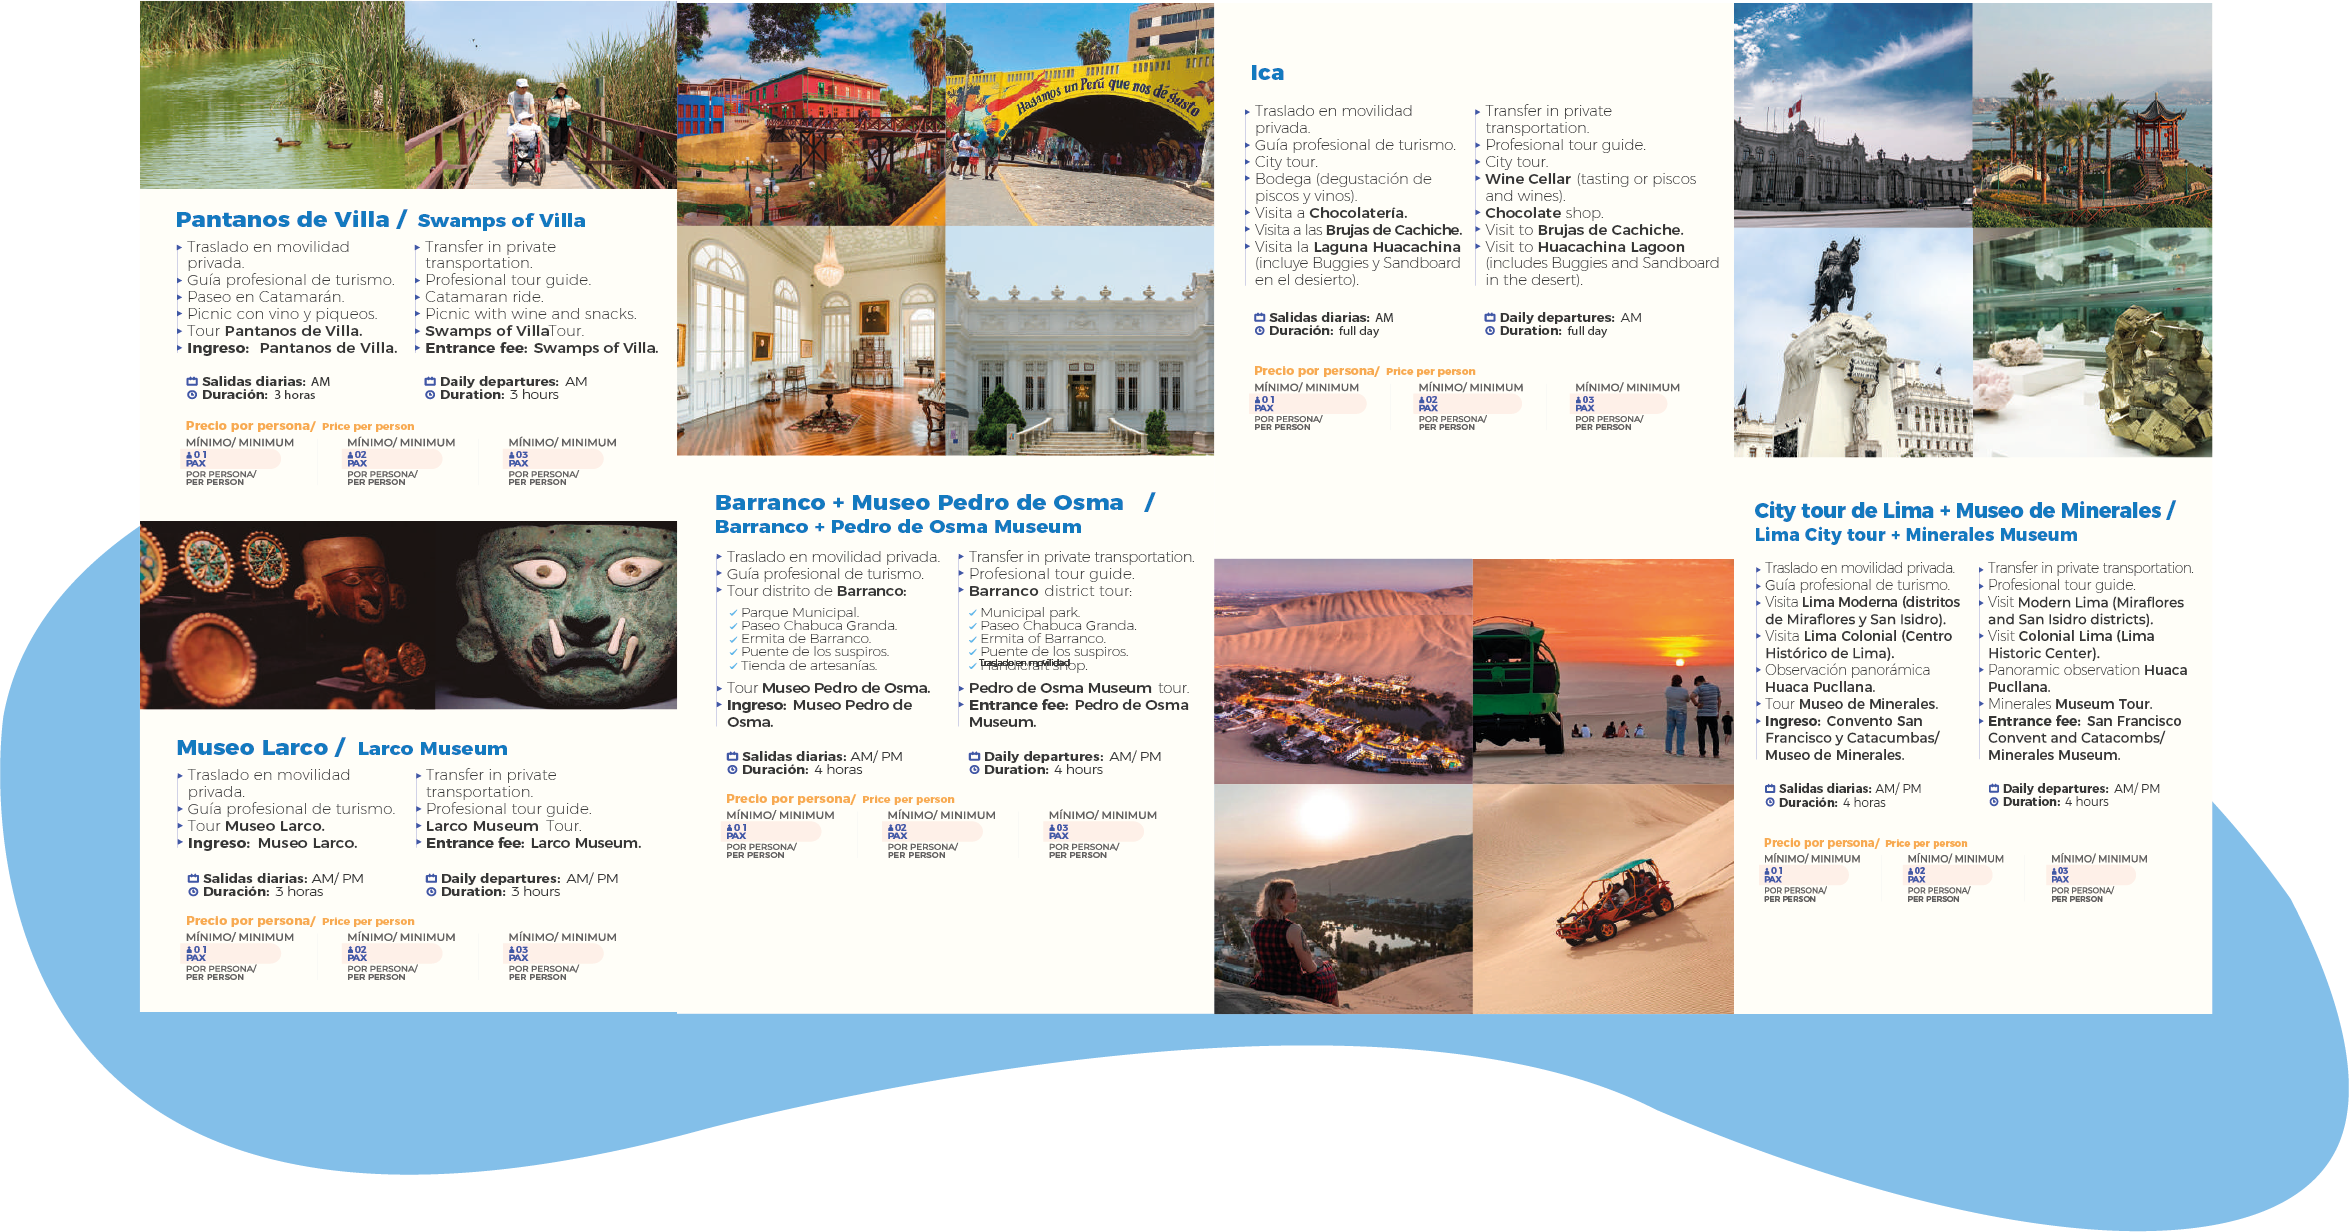 Pantanos de Villa / Swamps of Villa
Traslado en movilidad
privada.
Guía profesional de turismo.
Paseo en Catamarán.
Picnic con vino y piqueos.
Tour Pantanos de Villa.
Ingreso: Pantanos de Villa.
Transfer in private
transportation.
Profesional tour guide.
Catamaran ride.
Picnic with wine and snacks.
Swamps of VillaTour.
Entrance fee: Swamps of Villa.
Salidas diarias: AM
Duración: 3 horas
Daily departures: AM
Duration: 3 hours
Precio por persona/ Price per person
MÍNIMO/ MINIMUM
01
PAX
POR PERSONA/
PER PERSON
MÍNIMO/ MINIMUM
02
PAX
POR PERSONA/
PER PERSON
MÍNIMO/ MINIMUM
03
PAX
POR PERSONA/
PER PERSON
Museo Larco / Larco Museum
Traslado en movilidad
privada.
Guía profesional de turismo.
Tour Museo Larco.
Ingreso: Museo Larco.
Transfer in private
transportation.
Profesional tour guide.
Larco Museum Tour.
Entrance fee: Larco Museum.
Salidas diarias: AM/ PM
Duración: 3 horas
Daily departures: AM/ PM
Duration: 3 hours
Precio por persona/ Price per person
MÍNIMO/ MINIMUM
01
PAX
POR PERSONA/
PER PERSON
MÍNIMO/ MINIMUM
02
PAX
POR PERSONA/
PER PERSON
MÍNIMO/ MINIMUM
03
PAX
POR PERSONA/
PER PERSON
Hagamos un Perú que nos dé gusto
Barranco + Museo Pedro de Osma /
Barranco + Pedro de Osma Museum
Traslado en movilidad privada.
Guía profesional de turismo.
Tour distrito de Barranco:
Parque Municipal.
Paseo Chabuca Granda.
Ermita de Barranco.
Puente de los suspiros.
Tienda de artesanías.
Tour Museo Pedro de Osma.
Ingreso: Museo Pedro de
Osma.
Transfer in private transportation.
Profesional tour guide.
Barranco district tour:
Municipal park.
Paseo Chabuca Granda.
Ermita of Barranco.
Puente de los suspiros.
Traslado en movilidad
Handicraft shop.
Pedro de Osma Museum tour.
Entrance fee: Pedro de Osma
Museum.
Salidas diarias: AM/ PM
Duración: 4 horas
Daily departures: AM/ PM
Duration: 4 hours
Precio por persona/ Price per person
MÍNIMO/ MINIMUM
01
PAX
POR PERSONA/
PER PERSON
MÍNIMO/ MINIMUM
02
PAX
POR PERSONA/
PER PERSON
MÍNIMO/ MINIMUM
03
PAX
POR PERSONA/
PER PERSON
Ica
Traslado en movilidad
privada.
Guía profesional de turismo.
City tour.
Bodega (degustación de
piscos y vinos).
Visita a Chocolatería.
Visita a las Brujas de Cachiche.
Visita la Laguna Huacachina
(incluye Buggies y Sandboard
en el desierto).
Transfer in private
transportation.
Profesional tour guide.
City tour.
Wine Cellar (tasting or piscos
and wines).
Chocolate shop.
Visit to Brujas de Cachiche.
Visit to Huacachina Lagoon
(includes Buggies and Sandboard
in the desert).
Salidas diarias: AM
Duración: full day
Daily departures: AM
Duration: full day
Precio por persona/ Price per person
MÍNIMO/ MINIMUM
01
PAX
POR PERSONA/
PER PERSON
MÍNIMO/ MINIMUM
02
PAX
POR PERSONA/
PER PERSON
MÍNIMO/ MINIMUM
03
PAX
POR PERSONA/
PER PERSON
City tour de Lima + Museo de Minerales /
Lima City tour + Minerales Museum
Traslado en movilidad privada.
Guía profesional de turismo.
Visita Lima Moderna (distritos
de Miraflores y San Isidro).
Visita Lima Colonial (Centro
Histórico de Lima).
Observación panorámica
Huaca Pucllana.
Tour Museo de Minerales.
Ingreso: Convento San
Francisco y Catacumbas/
Museo de Minerales.
Transfer in private transportation.
Profesional tour guide.
Visit Modern Lima (Miraflores
and San Isidro districts).
Visit Colonial Lima (Lima
Historic Center).
Panoramic observation Huaca
Pucllana.
Minerales Museum Tour.
Entrance fee: San Francisco
Convent and Catacombs/
Minerales Museum.
Salidas diarias: AM/ PM
Duración: 4 horas
Daily departures: AM/ PM
Duration: 4 hours
Precio por persona/ Price per person
MÍNIMO/ MINIMUM
01
PAX
POR PERSONA/
PER PERSON
MÍNIMO/ MINIMUM
02
PAX
POR PERSONA/
PER PERSON
MÍNIMO/ MINIMUM
03
PAX
POR PERSONA/
PER PERSON